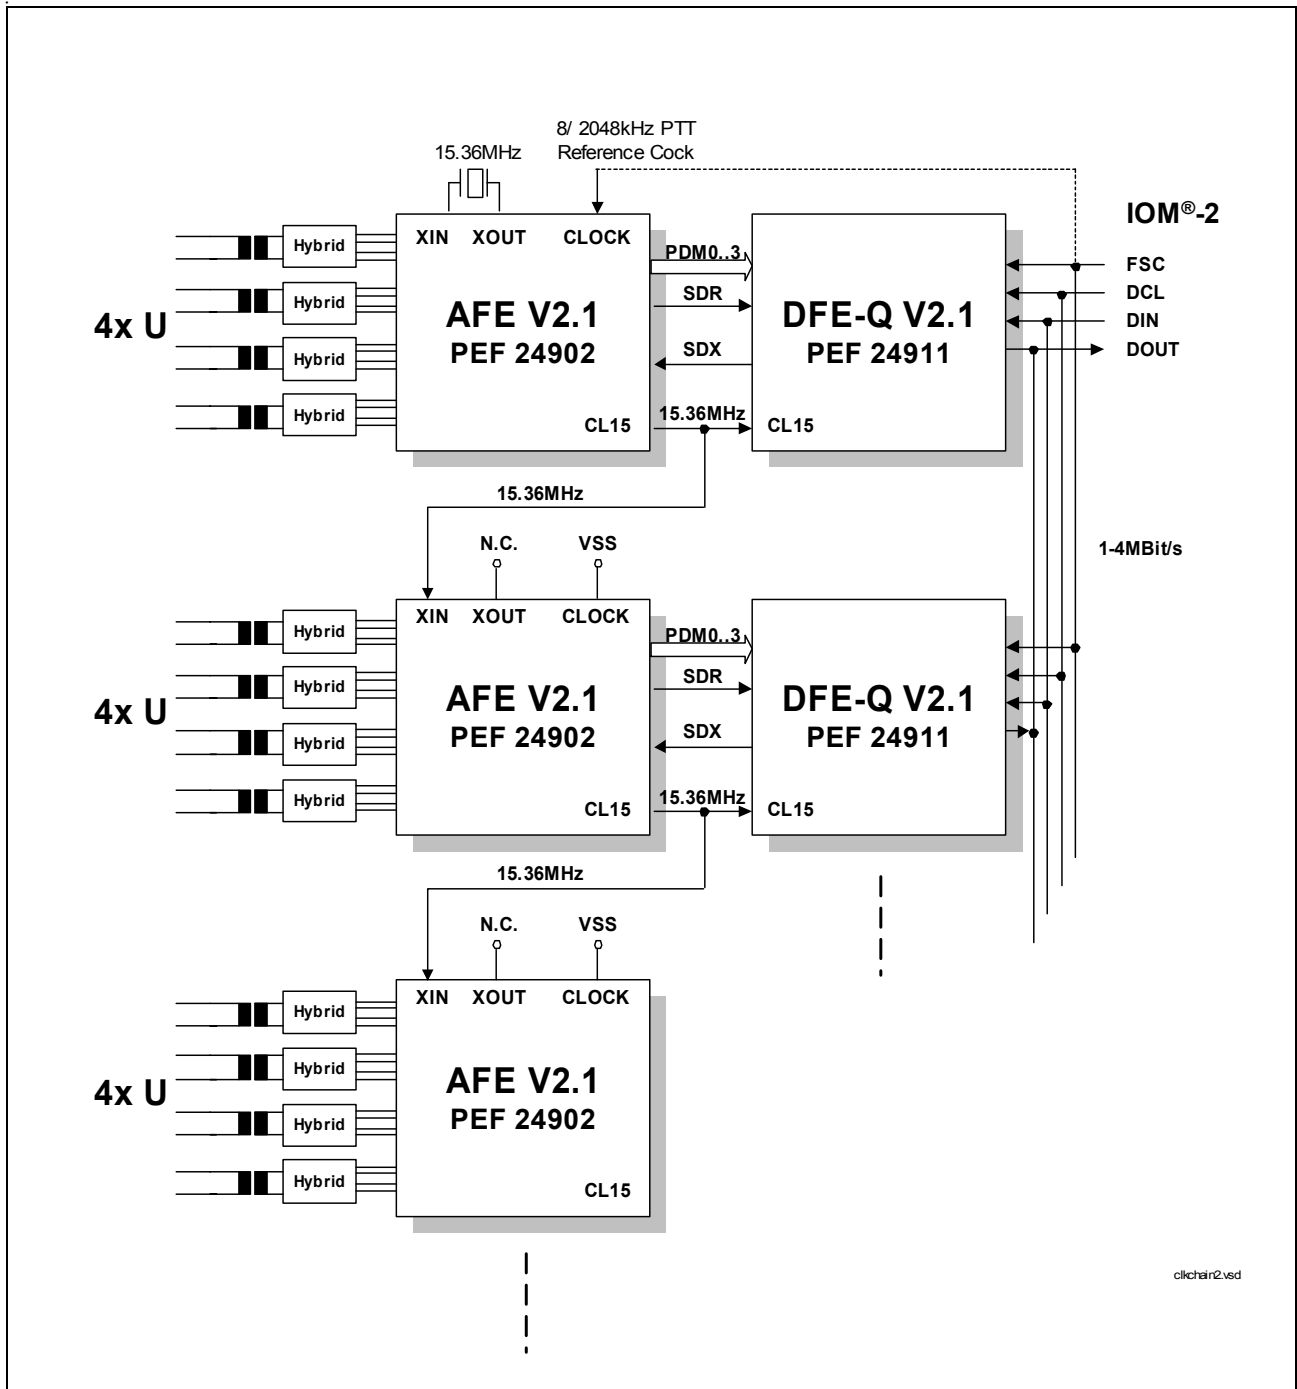 8/ 2048kHz PTT
Reference Cock
15.36MHz
IOM®-2
XIN XOUT CLOCK
Hybrid
Hybrid
Hybrid
Hybrid
4x U
AFE V2.1
PEF 24902
CL15
PDM0..3
SDR
SDX
15.36MHz
DFE-Q V2.1
PEF 24911
CL15
FSC
DCL
DIN
DOUT
15.36MHz
N.C. VSS
1-4MBit/s
XIN XOUT CLOCK
Hybrid
Hybrid
Hybrid
Hybrid
4x U
AFE V2.1
PEF 24902
CL15
PDM0..3
SDR
SDX
15.36MHz
DFE-Q V2.1
PEF 24911
CL15
15.36MHz
N.C. VSS
XIN XOUT CLOCK
Hybrid
Hybrid
Hybrid
Hybrid
4x U
AFE V2.1
PEF 24902
CL15
clkchain2.vsd